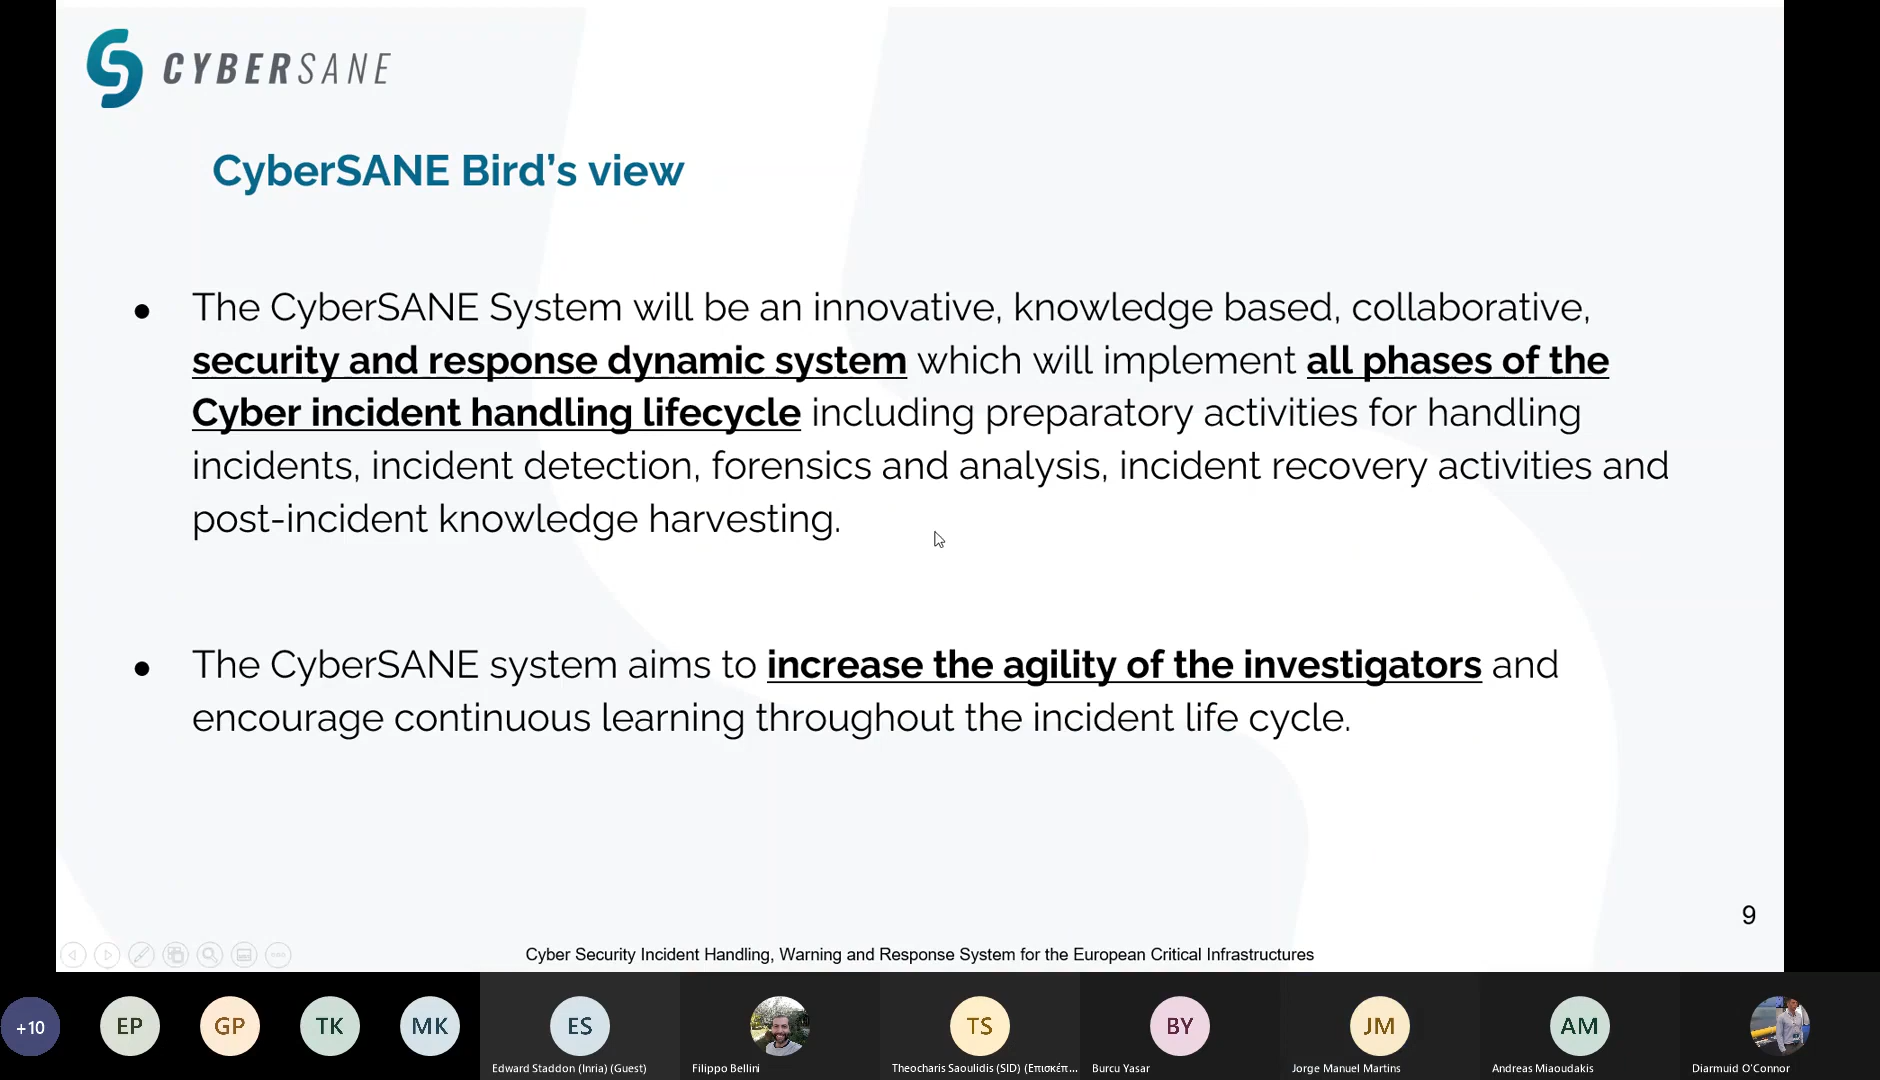 CYBERSANE
CyberSANE Bird’s view
● The CyberSANE System will be an innovative, knowledge based, collaborative,
security and response dynamic system which will implement all phases of the
Cyber incident handling lifecycle including preparatory activities for handling
incidents, incident detection, forensics and analysis, incident recovery activities and
post-incident knowledge harvesting.
● The CyberSANE system aims to increase the agility of the investigators and
encourage continuous learning throughout the incident life cycle.
9
Cyber Security Incident Handling, Warning and Response System for the European Critical Infrastructures
+10
EP
GP
TK
MK
ES
TS
BY
JM
AM
Edward Staddon (Inria) (Guest)
Filippo Bellini
Theocharis Saoulidis (SID) (Επισκέπ...
Burcu Yasar
Jorge Manuel Martins
Andreas Miaoudakis
Diarmuid O'Connor